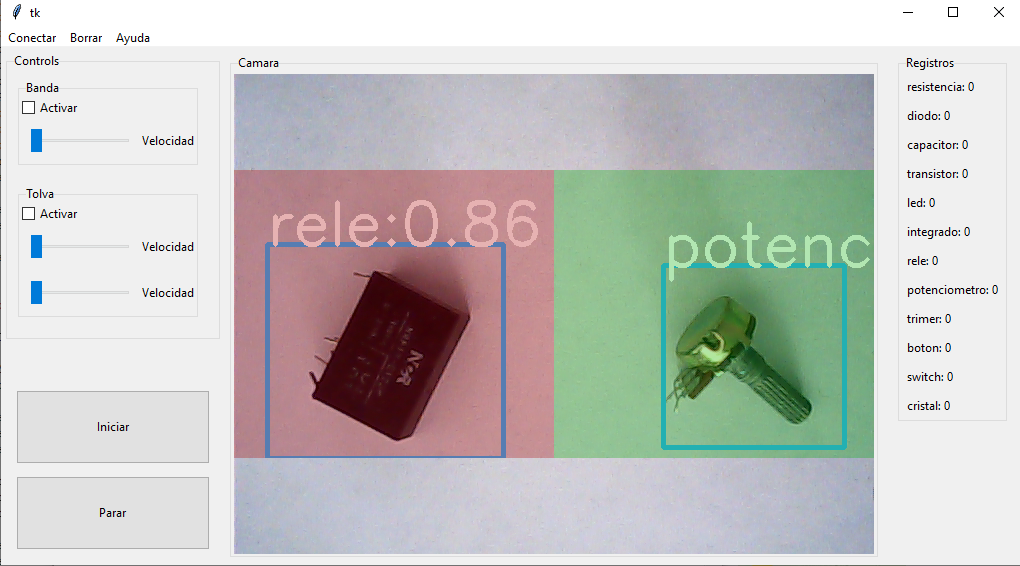 tk
Conectar Borrar Ayuda
Controls
Banda
Activar
Velocidad
Tolva
Activar
Velocidad
Velocidad
Iniciar
Parar
Camara
rele:0.86
potenc
NCR
Registros
resistencia: 0
diodo: 0
capacitor: 0
transistor: 0
led: 0
integrado: 0
rele: 0
potenciometro: 0
trimer: 0
boton: 0
switch: 0
cristal: 0